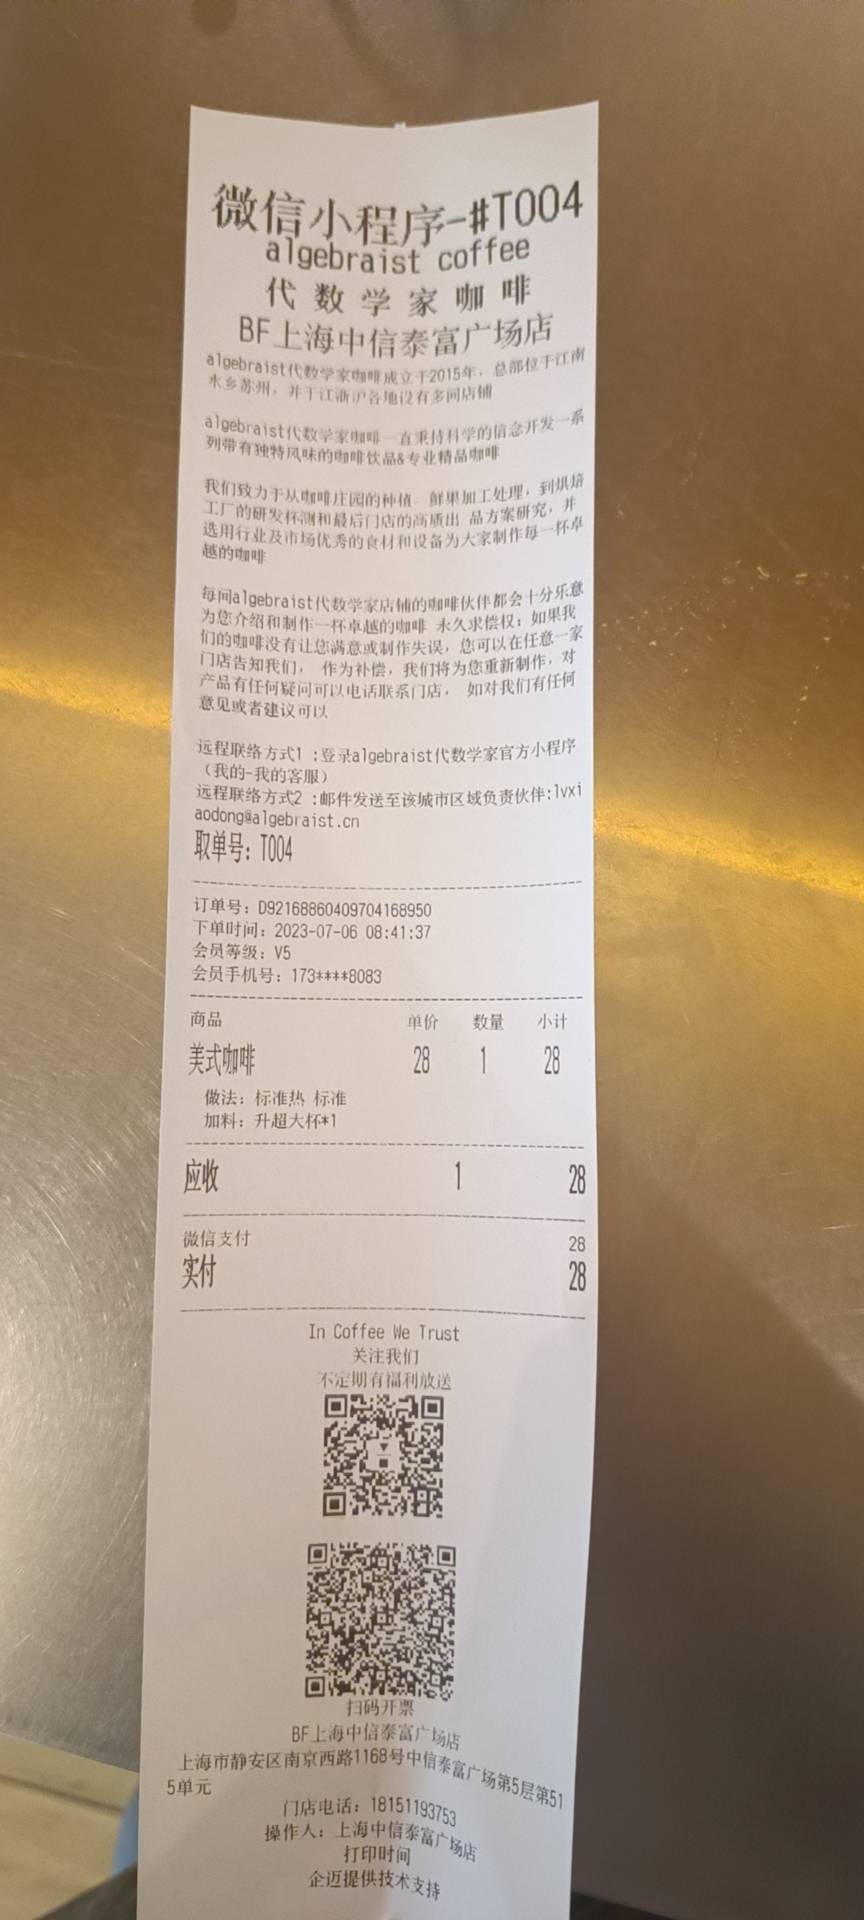 微信小程序-#T004
algebraist coffee
代数学家咖啡
BF上海中信泰富广场店
algebraist代数学家咖啡成立于2015年，总部位于江南
水乡苏州，并于江浙沪各地设有多间店铺
algebraist代数学家咖啡一直秉持科学的信念开发一系
列带有独特风味的咖啡饮品&专业精品咖啡
我们致力于从咖啡庄园的种植 鲜果加工处理，到烘焙
工厂的研发杯测和最后门店的高质出 品方案研究，并
选用行业及市场优秀的食材和设备为大家制作每一杯卓
越的咖啡
每间algebraist代数学家店铺的咖啡伙伴都会十分乐意
为您介绍和制作一杯卓越的咖啡 永久求偿权：如果我
们的咖啡没有让您满意或制作失误，您可以在任意一家
门店告知我们， 作为补偿，我们将为您重新制作，对
产品有任何疑问可以电话联系门店， 如对我们有任何
意见或者建议可以
远程联络方式1 :登录algebraist代数学家官方小程序
（我的-我的客服）
远程联络方式2 :邮件发送至该城市区域负责伙伴:lvxi
aodong@algebraist.cn
取单号：T004
订单号：D92168860409704168950
下单时间：2023-07-06 08:41:37
会员等级：V5
会员手机号：173****8083
商品 单价 数量 小计
美式咖啡 28 1 28
做法：标准热 标准
加料：升超大杯*1
应收 1 28
微信支付 28
实付 28
In Coffee We Trust
关注我们
不定期有福利放送
扫码开票
BF上海中信泰富广场店
上海市静安区南京西路1168号中信泰富广场第5层第51
5单元
门店电话：18151193753
操作人：上海中信泰富广场店
打印时间
企迈提供技术支持